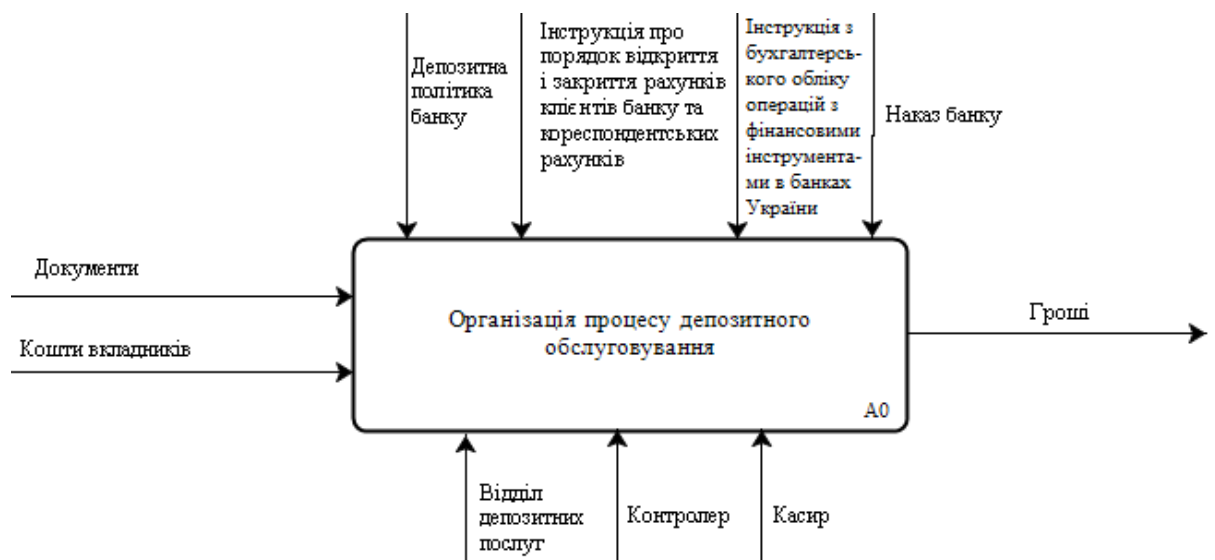 Депозитна
політика
банку
Інструкція про
порядок відкриття
і закриття рахунків
клієнтів банку та
кореспондентських
рахунків
Інструкція з
бухгалтерсь-
кого обліку
операцій з
фінансовими
інструмента-
ми в банках
України
Наказ банку
Документи
Кошти вкладників
Організація процесу депозитного
обслуговування
A0
Гроші
Відділ
депозитних
послуг
Контролер
Касир